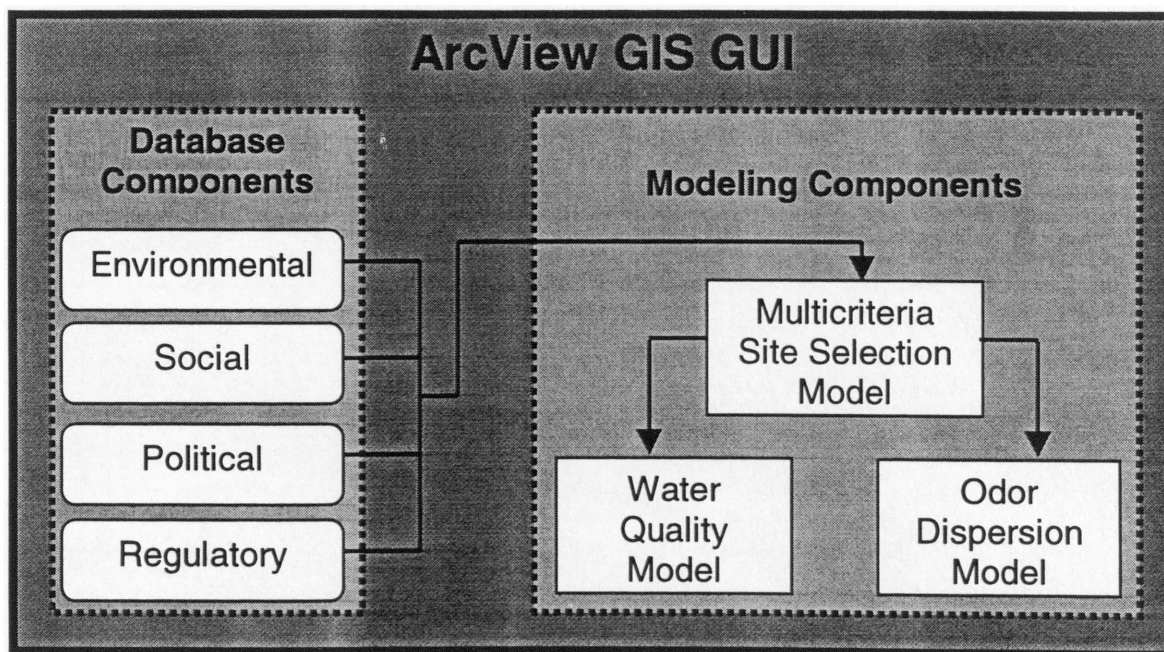 ArcView GIS GUI
Database
Components
Environmental
Social
Political
Regulatory
Modeling Components
Multicriteria
Site Selection
Model
Water
Quality
Model
Odor
Dispersion
Model